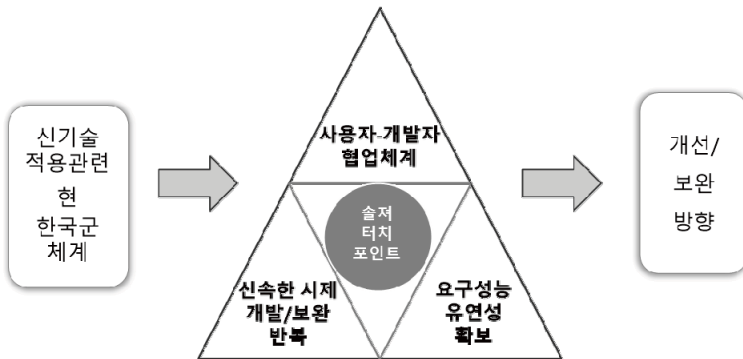 신기술
적용관련
현
한국군
체계
사용자-개발자
협업체계
솔져
터치
포인트
신속한 시제
개발/보완
반복
요구성능
유연성
확보
개선/
보완
방향